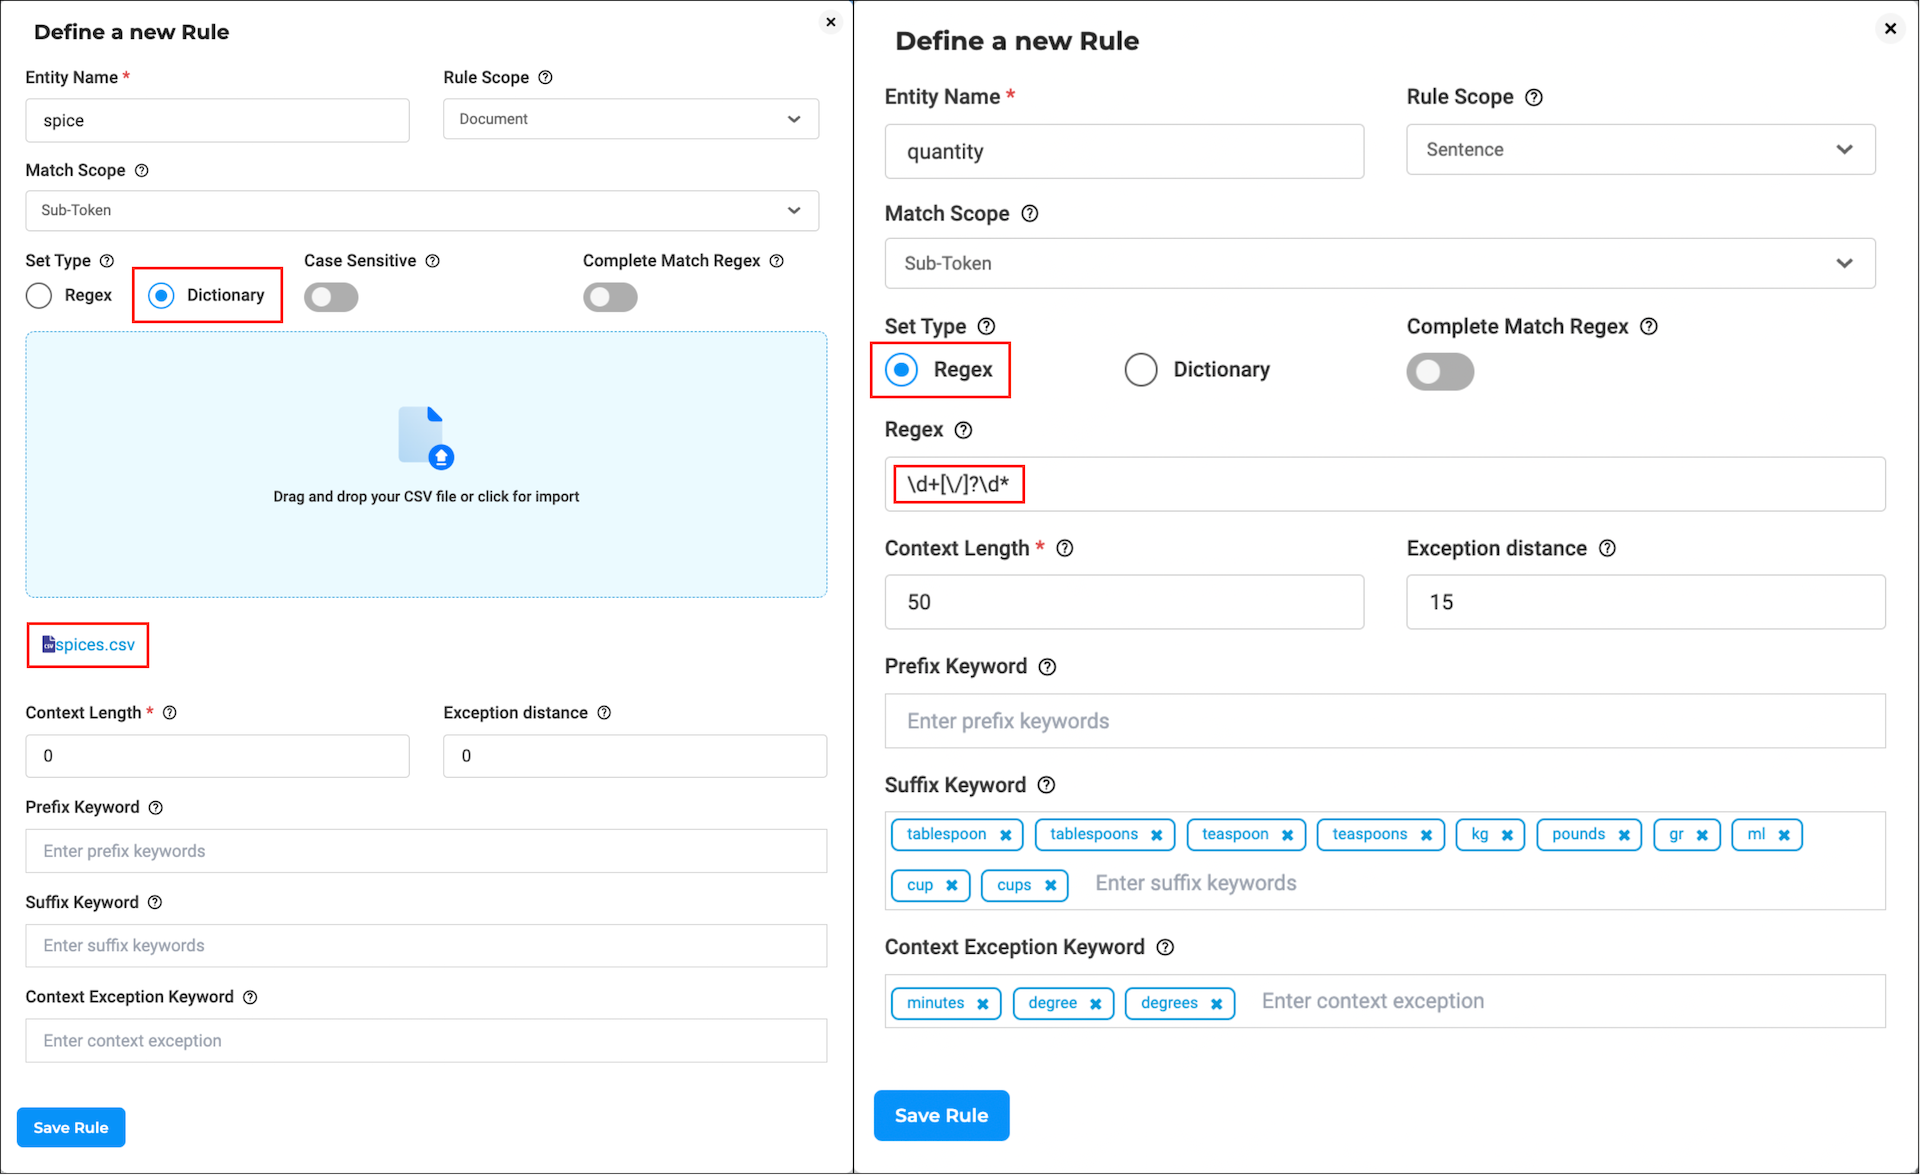 Define a new Rule
Entity Name *
Rule Scope
spice
Document
Match Scope
Sub-Token
Set Type
Case Sensitive
Complete Match Regex
Regex
Dictionary
Drag and drop your CSV file or click for import
spices.csv
Context Length *
Exception distance
0
0
Prefix Keyword
Enter prefix keywords
Suffix Keyword
Enter suffix keywords
Context Exception Keyword
Enter context exception
Save Rule
Define a new Rule
Entity Name *
Rule Scope
quantity
Sentence
Match Scope
Sub-Token
Set Type
Complete Match Regex
Regex
Dictionary
Regex
\d+[\/]?\d*
Context Length *
Exception distance
50
15
Prefix Keyword
Enter prefix keywords
Suffix Keyword
tablespoon tablespoons teaspoon teaspoons kg pounds gr ml
cup cups Enter suffix keywords
Context Exception Keyword
minutes degree degrees Enter context exception
Save Rule